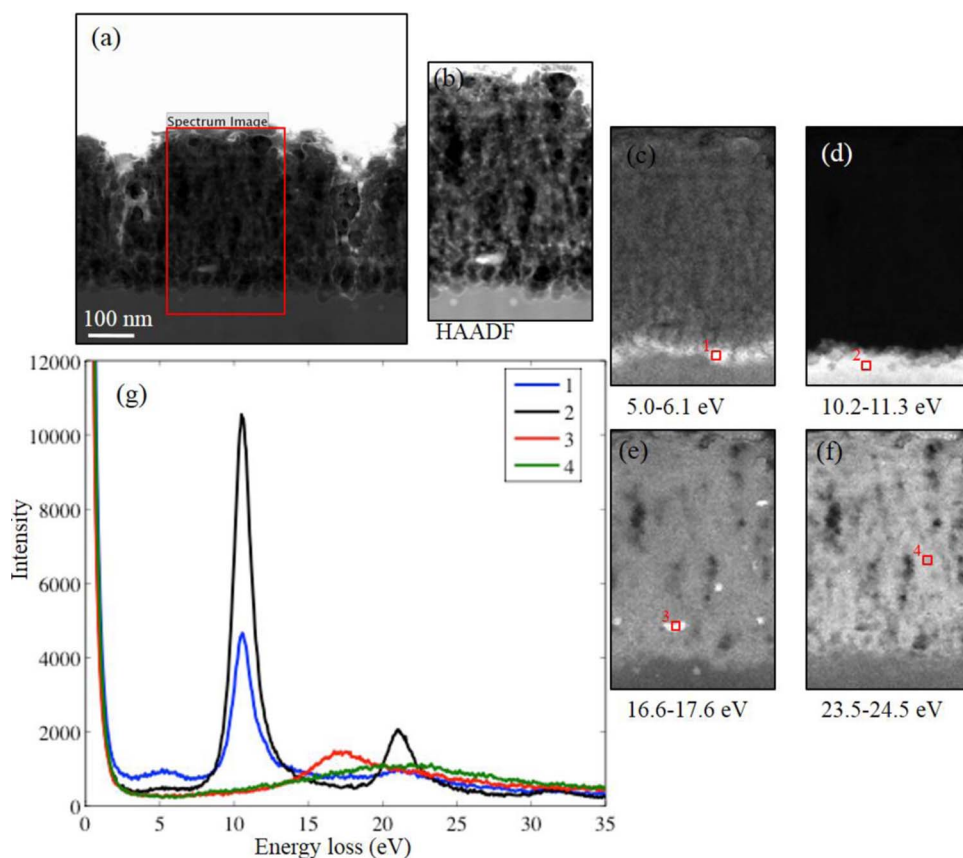 (a)
Spectrum Image
100 nm
(b)
HAADF
(c)
1
5.0-6.1 eV
(d)
2
10.2-11.3 eV
(e)
3
16.6-17.6 eV
(f)
4
23.5-24.5 eV
(g)
1
2
3
4
Intensity
12000
10000
8000
6000
4000
2000
0
0 5 10 15 20 25 30 35
Energy loss (eV)